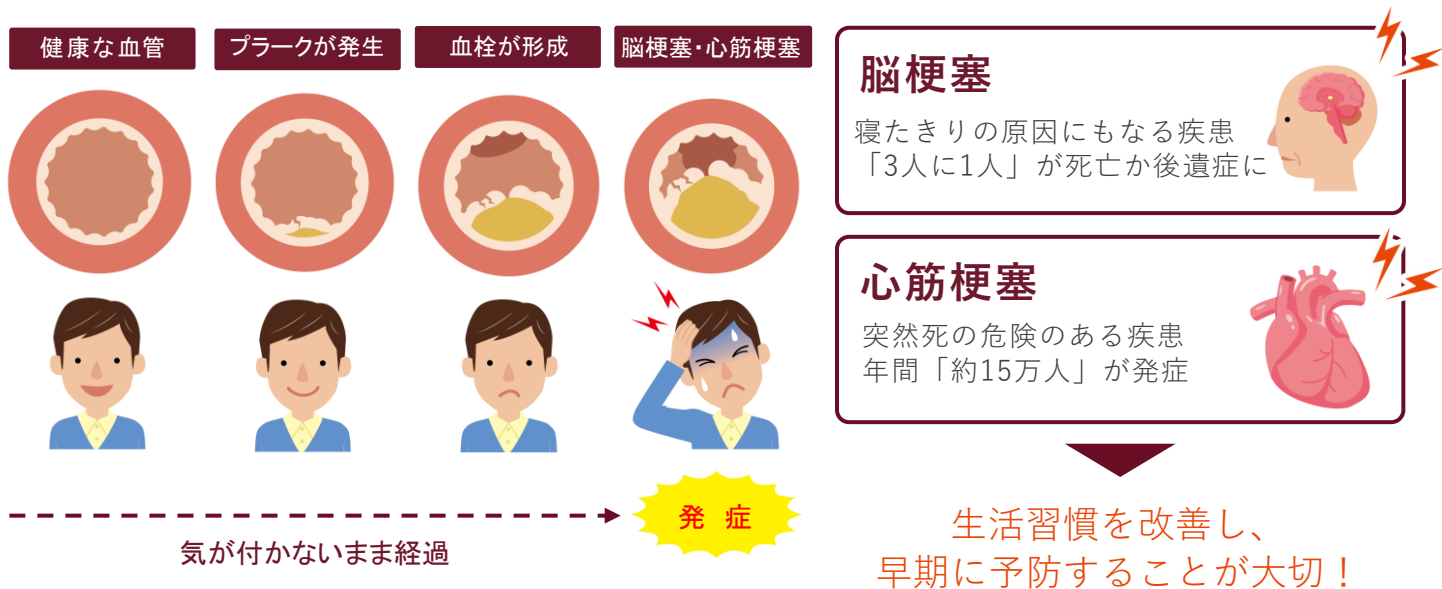 健康な血管
プラークが発生
血栓が形成
脳梗塞・心筋梗塞
発 症
気が付かないまま経過
脳梗塞
寝たきりの原因にもなる疾患
「3人に1人」が死亡か後遺症に
心筋梗塞
突然死の危険のある疾患
年間「約15万人」が発症
生活習慣を改善し、
早期に予防することが大切！